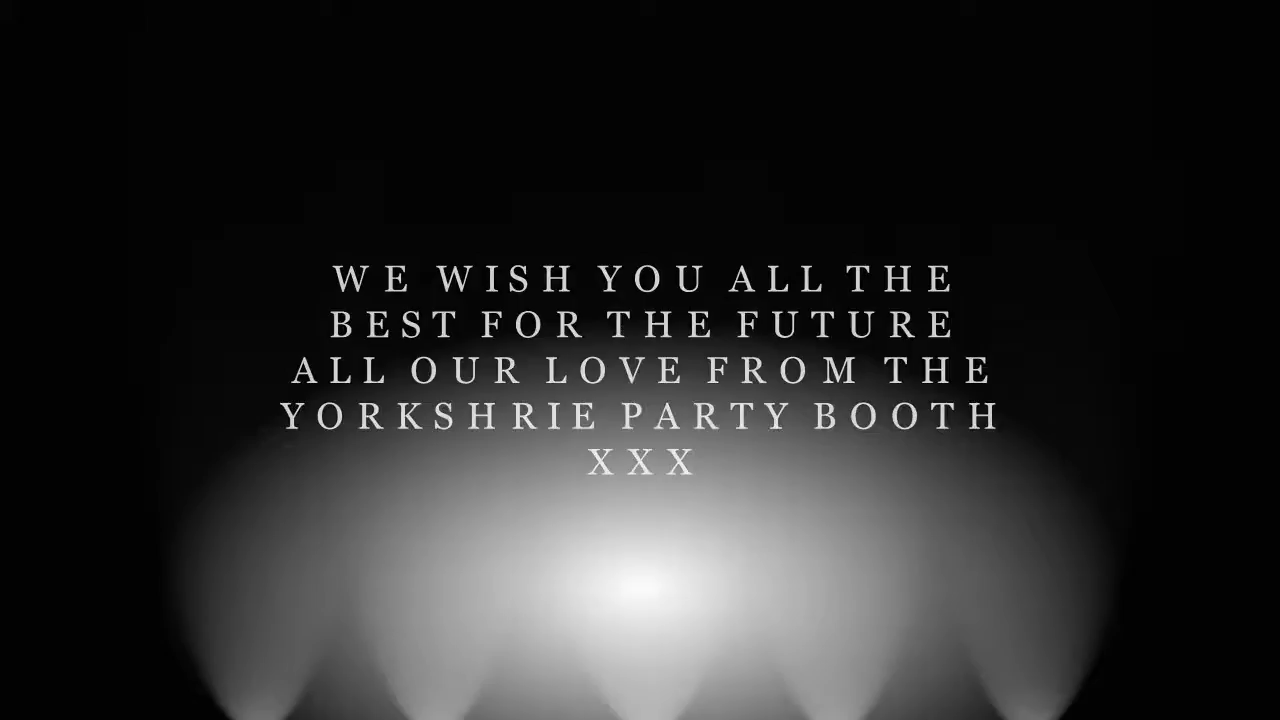 WE WISH YOU ALL THE
BEST FOR THE FUTURE
ALL OUR LOVE FROM THE
YORKSHRIE PARTY BOOTH
XXX